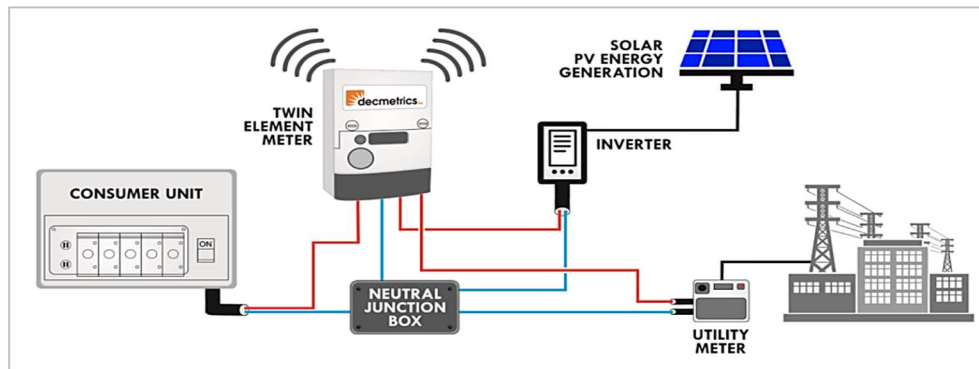 SOLAR
PV ENERGY
GENERATION
decmetrics
TWIN
ELEMENT
METER
INVERTER
CONSUMER UNIT
ON
NEUTRAL
JUNCTION
BOX
UTILITY
METER